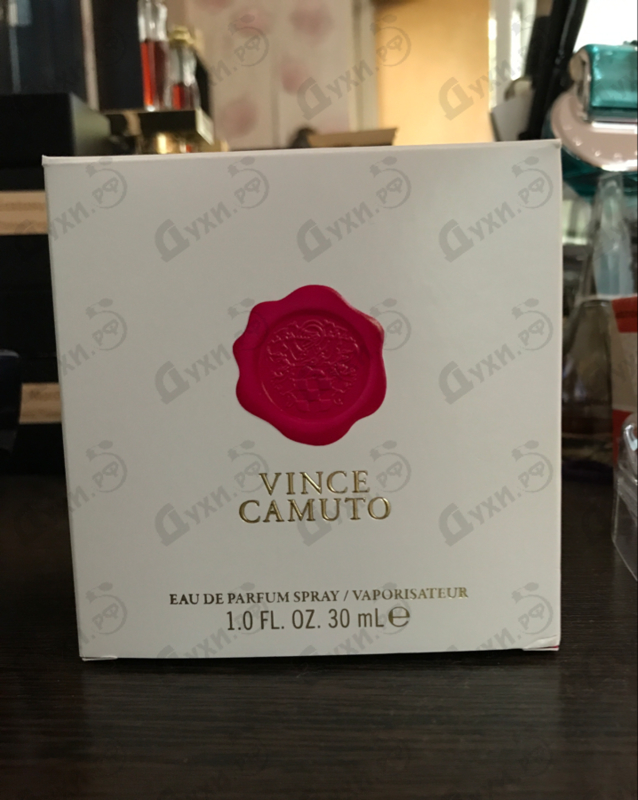 VINCE
CAMUTO
EAU DE PARFUM SPRAY / VAPORISATEUR
1.0 FL. OZ. 30 mL ℮
Духи.РФ